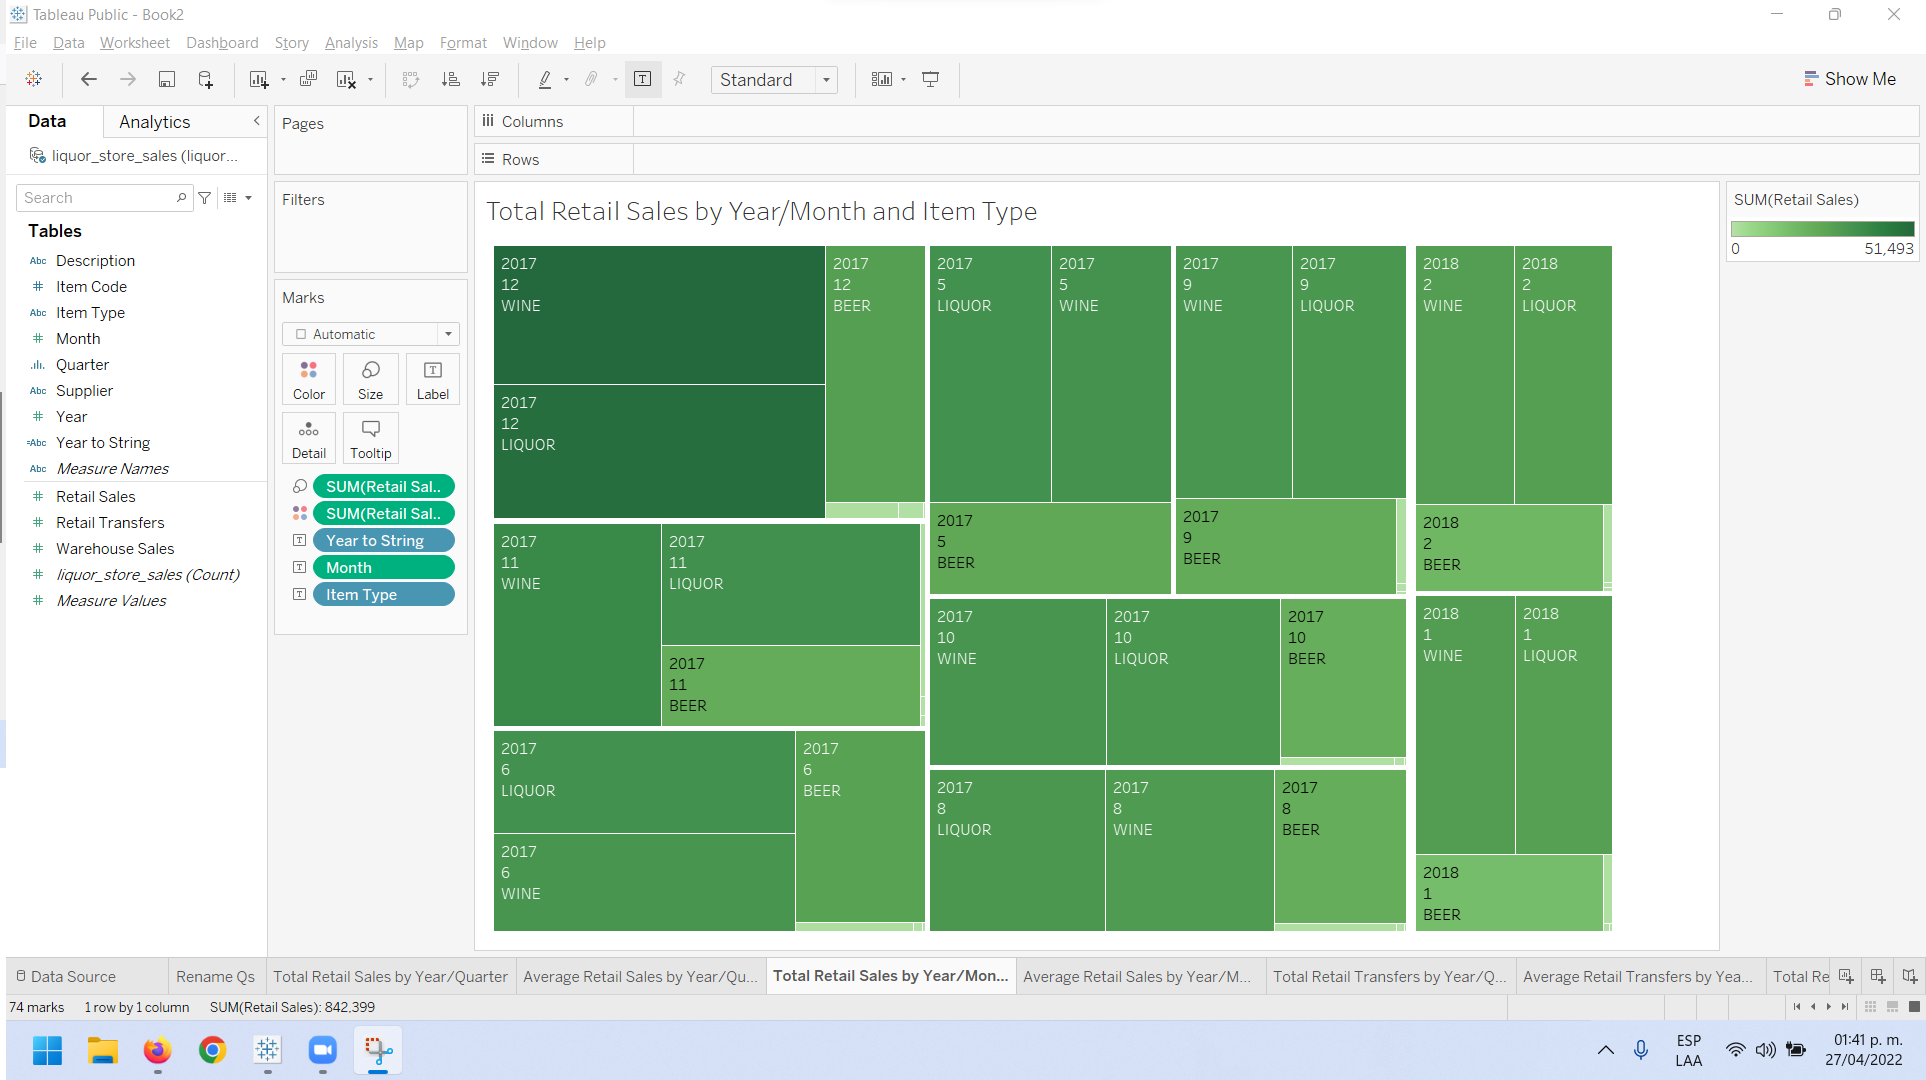 Tableau Public - Book2
File Data Worksheet Dashboard Story Analysis Map Format Window Help
Standard
Show Me
Data
Analytics
liquor_store_sales (liquor...
Search
Tables
Abc Description
# Item Code
Abc Item Type
# Month
Quarter
Abc Supplier
# Year
=Abc Year to String
Abc Measure Names
# Retail Sales
# Retail Transfers
# Warehouse Sales
# liquor_store_sales (Count)
# Measure Values
Pages
Filters
Marks
Automatic
Color
Size
Label
Detail
Tooltip
SUM(Retail Sal..
SUM(Retail Sal..
Year to String
Month
Item Type
Columns
Rows
Total Retail Sales by Year/Month and Item Type
2017
12
WINE
2017
12
BEER
2017
12
LIQUOR
2017
11
WINE
2017
11
LIQUOR
2017
11
BEER
2017
6
LIQUOR
2017
6
BEER
2017
6
WINE
2017
5
LIQUOR
2017
5
WINE
2017
5
BEER
2017
9
WINE
2017
9
LIQUOR
2017
9
BEER
2017
10
WINE
2017
10
LIQUOR
2017
10
BEER
2017
8
LIQUOR
2017
8
WINE
2017
8
BEER
2018
2
WINE
2018
2
LIQUOR
2018
2
BEER
2018
1
WINE
2018
1
LIQUOR
2018
1
BEER
SUM(Retail Sales)
0 51,493
Data Source
Rename Qs
Total Retail Sales by Year/Quarter
Average Retail Sales by Year/Qu...
Total Retail Sales by Year/Mon...
Average Retail Sales by Year/M...
Total Retail Transfers by Year/Q...
Average Retail Transfers by Yea...
Total Re
74 marks 1 row by 1 column SUM(Retail Sales): 842,399
ESP
LAA
01:41 p. m.
27/04/2022